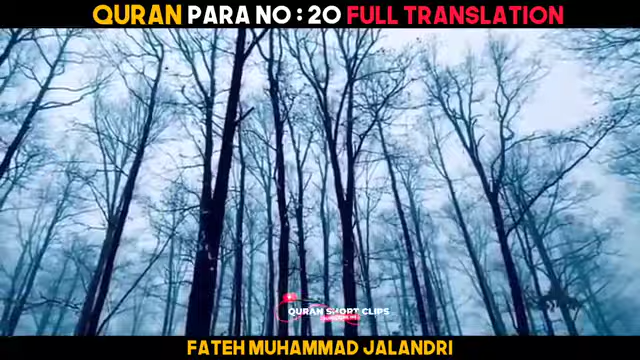 QURAN PARA NO : 20 FULL TRANSLATION
QURAN SHORT CLIPS
FATEH MUHAMMAD JALANDRI